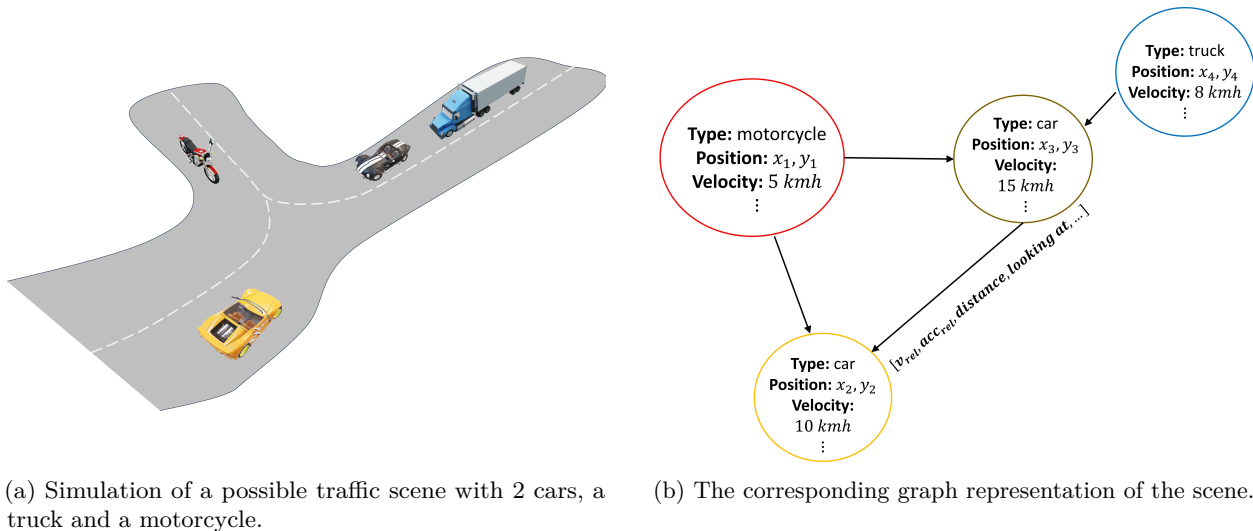 Type: truck
Position: x₄, y₄
Velocity: 8 kmh
⋮
Type: motorcycle
Position: x₁, y₁
Velocity: 5 kmh
⋮
Type: car
Position: x₃, y₃
Velocity:
15 kmh
⋮
[v_rel, acc_rel, distance, looking at, ...]
Type: car
Position: x₂, y₂
Velocity:
10 kmh
⋮
(a) Simulation of a possible traffic scene with 2 cars, a
truck and a motorcycle.
(b) The corresponding graph representation of the scene.